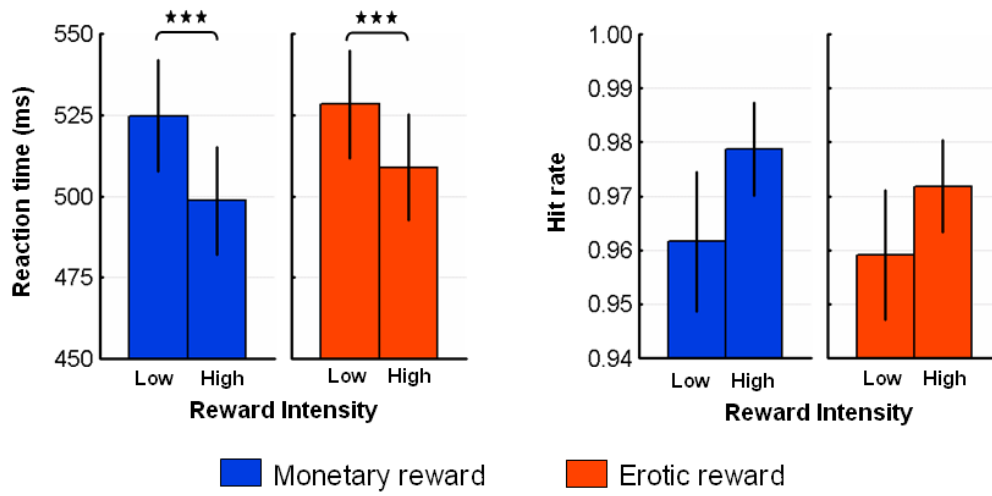 ★★★ ★★★
Reaction time (ms)
550
525
500
475
450
Low High
Low High
Reward Intensity
Hit rate
1.00
0.99
0.98
0.97
0.96
0.95
0.94
Low High
Low High
Reward Intensity
Monetary reward
Erotic reward